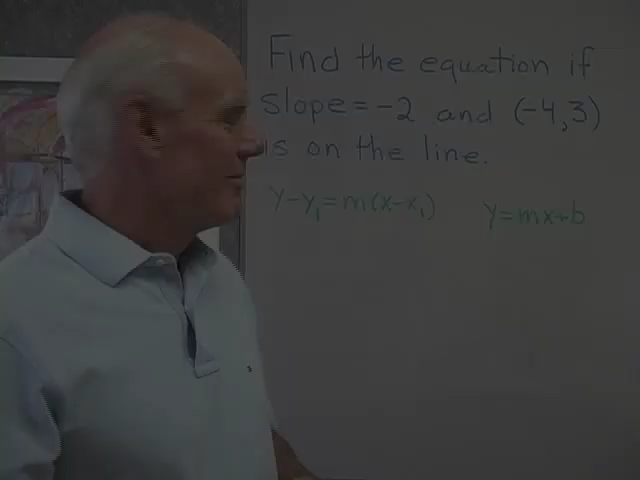 Find the equation if
slope = -2 and (-4,3)
is on the line.
y-y₁=m(x-x₁) y=mx+b